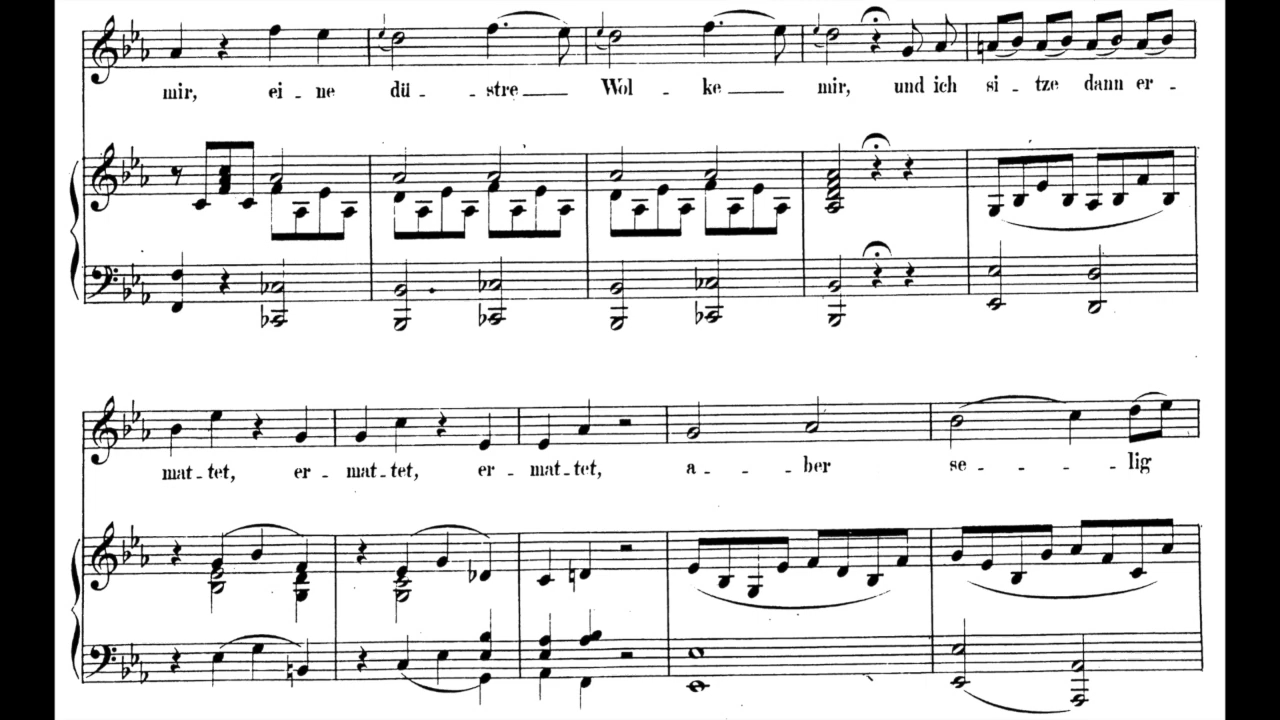 mir, ei - ne dü - - stre Wol - ke mir, und ich si - tze dann er -
mat - tet, er - mat - tet, er - mat - tet, a - - - ber se - - - - lig